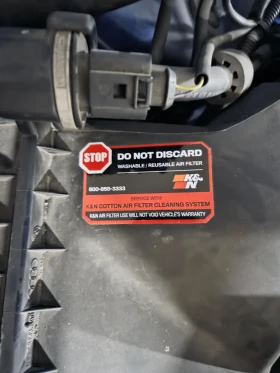 STOP
DO NOT DISCARD
WASHABLE / REUSABLE AIR FILTER
800-858-3333
K&N
SERVICE WITH
K&N COTTON AIR FILTER CLEANING SYSTEM
K&N AIR FILTER USE WILL NOT VOID VEHICLE'S WARRANTY